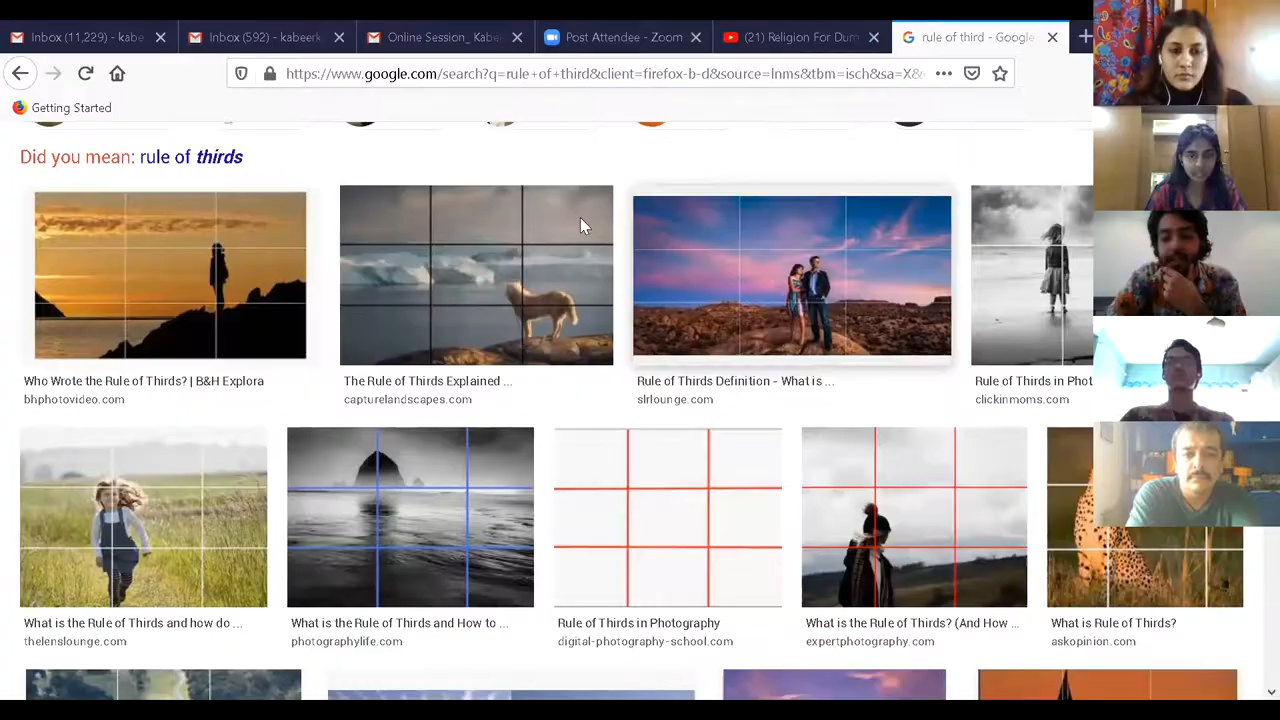 Inbox (11,229) - kabe
Inbox (592) - kabeerk
Online Session_ Kabe
Post Attendee - Zoom
(21) Religion For Dum
rule of third - Google
https://www.google.com/search?q=rule+of+third&client=firefox-b-d&source=lnms&tbm=isch&sa=X&
Getting Started
Did you mean: rule of thirds
Who Wrote the Rule of Thirds? | B&H Explora
bhphotovideo.com
The Rule of Thirds Explained ...
capturelandscapes.com
Rule of Thirds Definition - What is ...
slrlounge.com
Rule of Thirds in Phot
clickinmoms.com
What is the Rule of Thirds and how do ...
thelenslounge.com
What is the Rule of Thirds and How to ...
photographylife.com
Rule of Thirds in Photography
digital-photography-school.com
What is the Rule of Thirds? (And How ...
expertphotography.com
What is Rule of Thirds?
askopinion.com